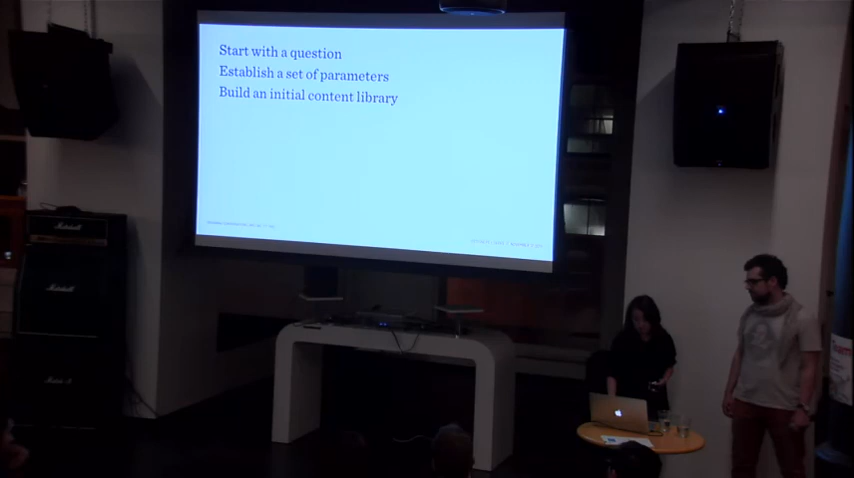 Start with a question
Establish a set of parameters
Build an initial content library
Marshall
Marshall